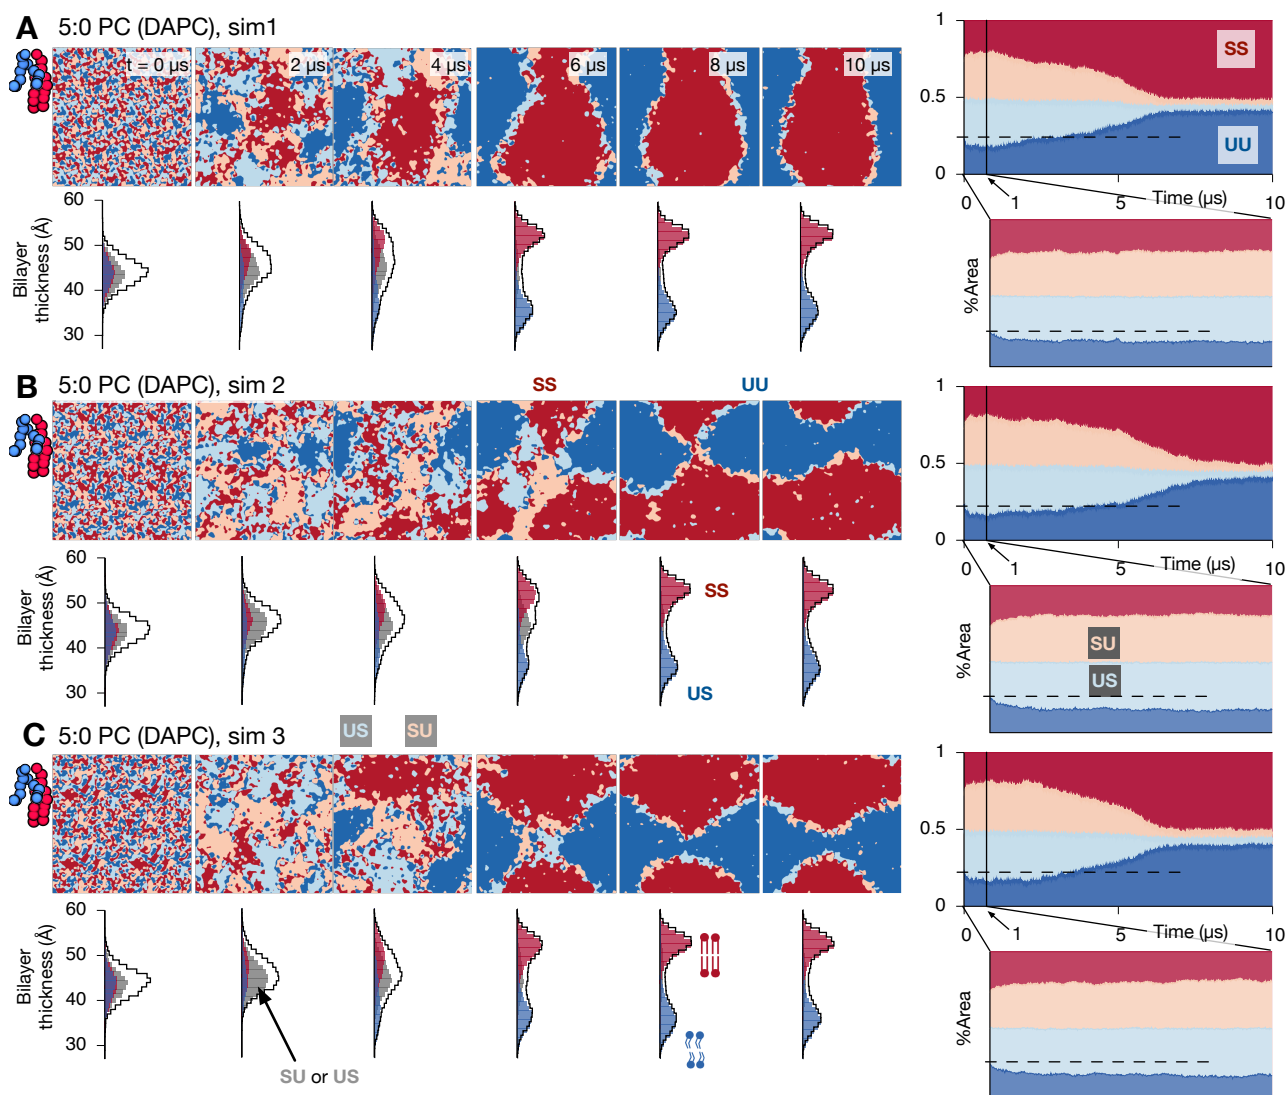 A 5:0 PC (DAPC), sim1
t = 0 µs
2 µs
4 µs
6 µs
8 µs
10 µs
60
50
40
30
Bilayer
thickness (Å)
1
0.5
0
SS
UU
0
1
5
10
Time (µs)
%Area
B 5:0 PC (DAPC), sim 2
SS
UU
60
50
40
30
Bilayer
thickness (Å)
SS
US
1
0.5
0
0
1
5
10
Time (µs)
%Area
SU
US
C 5:0 PC (DAPC), sim 3
US
SU
60
50
40
30
Bilayer
thickness (Å)
SU or US
1
0.5
0
0
1
5
10
Time (µs)
%Area